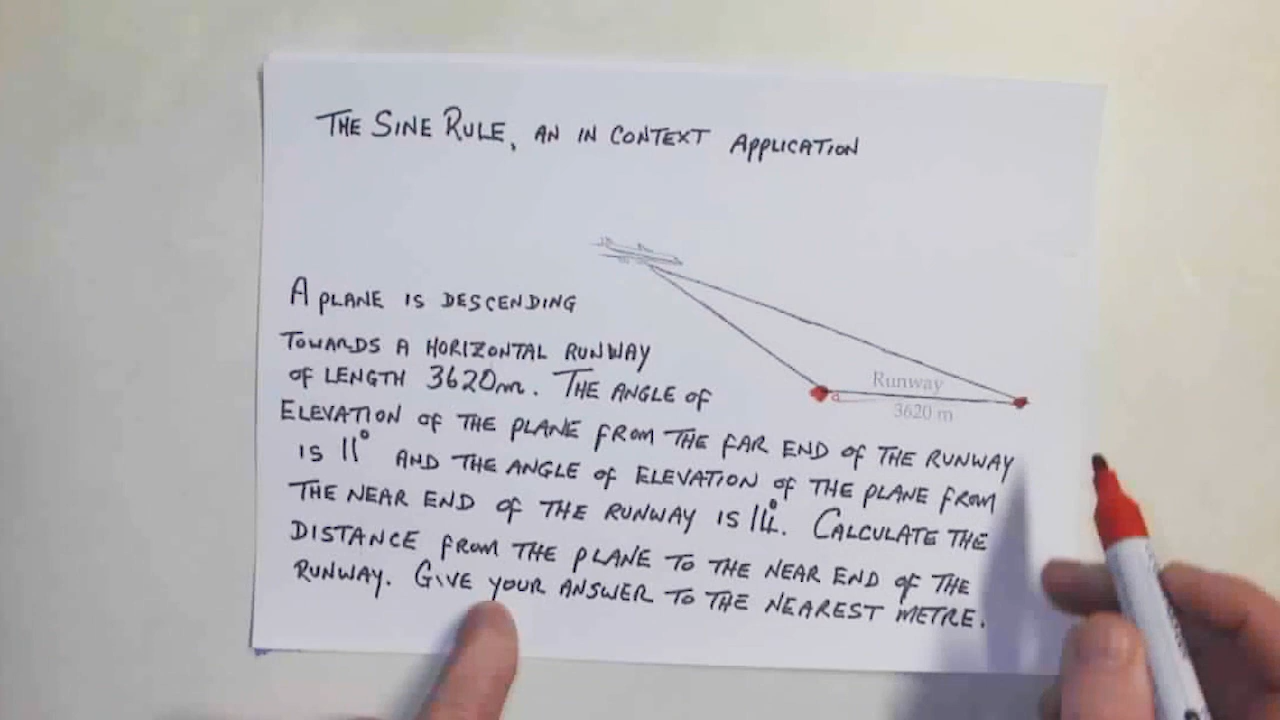 THE SINE RULE, AN IN CONTEXT APPLICATION
A PLANE IS DESCENDING
TOWARDS A HORIZONTAL RUNWAY
OF LENGTH 3620m. THE ANGLE OF
Runway
3620 m
ELEVATION OF THE PLANE FROM THE FAR END OF THE RUNWAY
IS 11° AND THE ANGLE OF ELEVATION OF THE PLANE FROM
THE NEAR END OF THE RUNWAY IS 14°. CALCULATE THE
DISTANCE FROM THE PLANE TO THE NEAR END OF THE
RUNWAY. GIVE YOUR ANSWER TO THE NEAREST METRE.